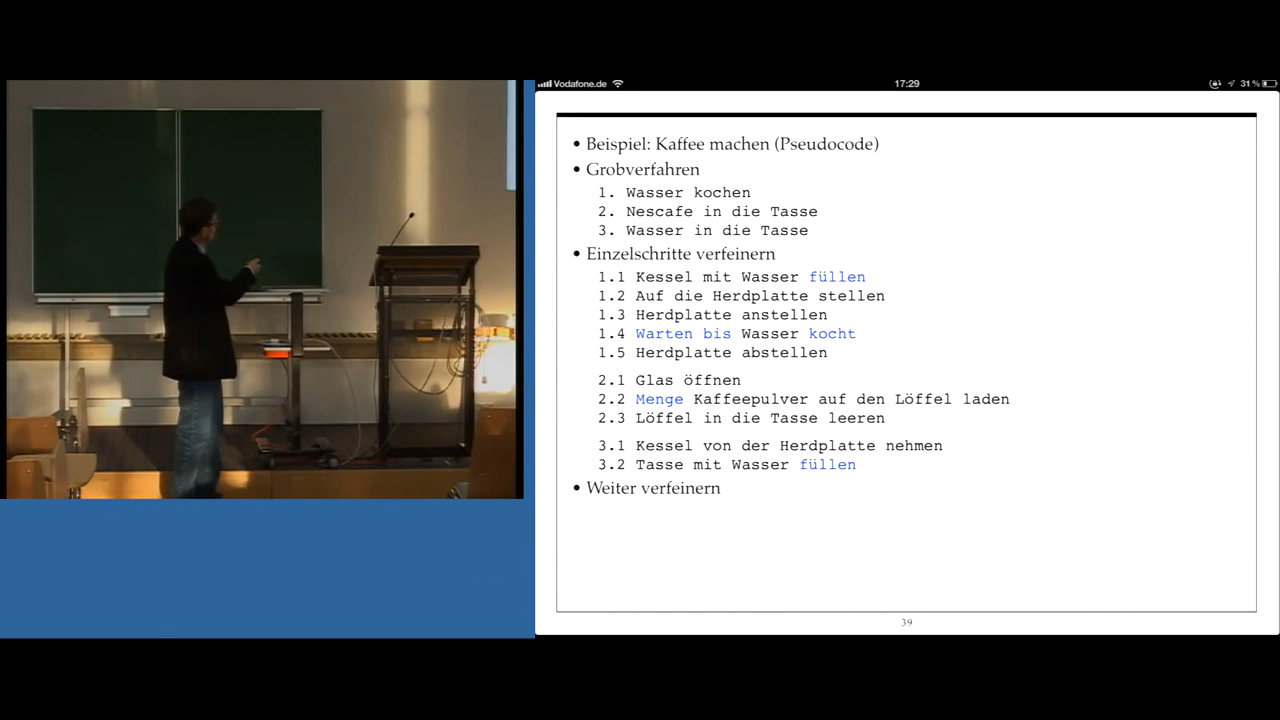 Vodafone.de
17:29
31 %
• Beispiel: Kaffee machen (Pseudocode)
• Grobverfahren
1. Wasser kochen
2. Nescafe in die Tasse
3. Wasser in die Tasse
• Einzelschritte verfeinern
1.1 Kessel mit Wasser füllen
1.2 Auf die Herdplatte stellen
1.3 Herdplatte anstellen
1.4 Warten bis Wasser kocht
1.5 Herdplatte abstellen
2.1 Glas öffnen
2.2 Menge Kaffeepulver auf den Löffel laden
2.3 Löffel in die Tasse leeren
3.1 Kessel von der Herdplatte nehmen
3.2 Tasse mit Wasser füllen
• Weiter verfeinern
39